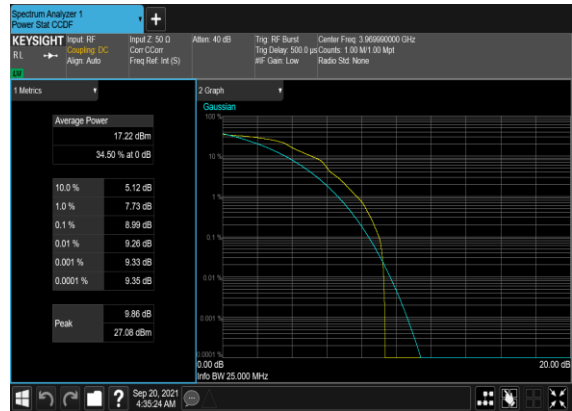 Spectrum Analyzer 1
Power Stat CCDF
KEYSIGHT Input: RF Input Z: 50 Ω Atten: 40 dB Trig: RF Burst Center Freq: 3.969990000 GHz
R L Coupling: DC Corr CCorr Trig Delay: 500.0 µs Counts: 1.00 M/1.00 Mpt
Align: Auto Freq Ref: Int (S) #IF Gain: Low Radio Std: None
1 Metrics
2 Graph
Average Power
17.22 dBm
34.50 % at 0 dB
10.0 % 5.12 dB
1.0 % 7.73 dB
0.1 % 8.99 dB
0.01 % 9.26 dB
0.001 % 9.33 dB
0.0001 % 9.35 dB
Peak
9.86 dB
27.08 dBm
Gaussian
100 %
10 %
1 %
0.1 %
0.01 %
0.001 %
0.0001 %
0.00 dB 20.00 dB
Info BW 25.000 MHz
Sep 20, 2021
4:35:24 AM